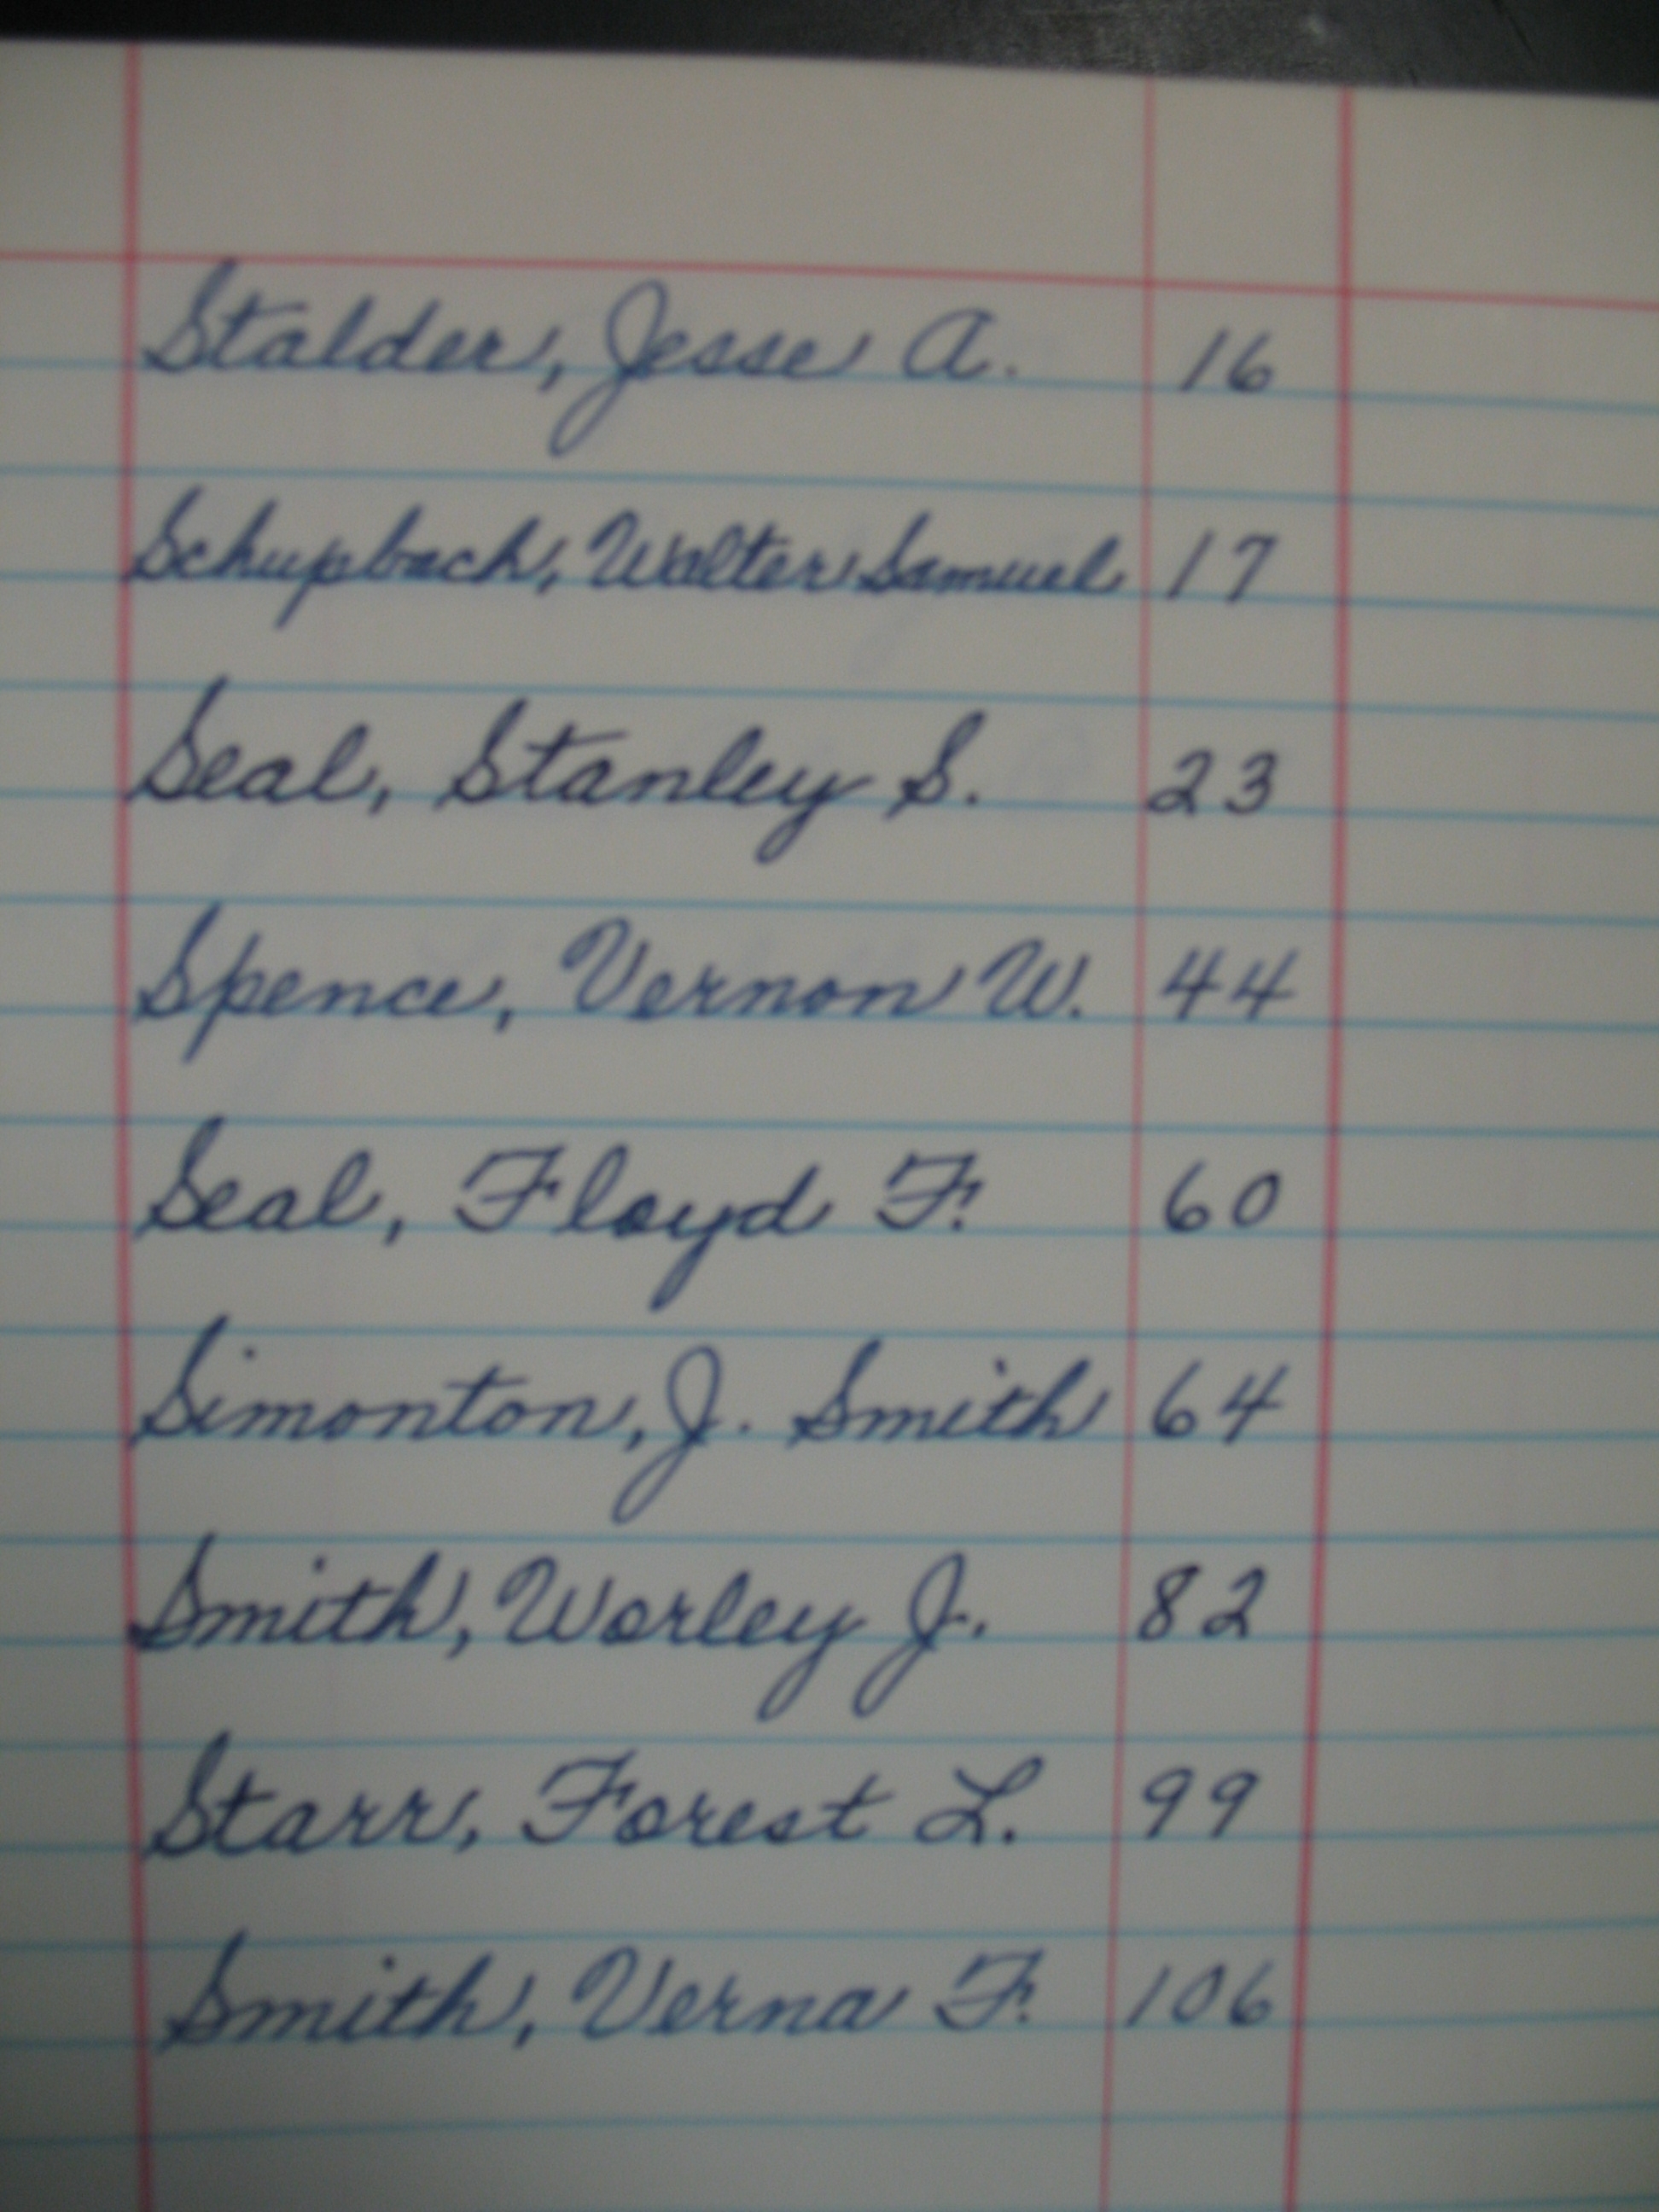 Stalder, Jesse A. 16
Schupbach, Walter Samuel 17
Seal, Stanley S. 23
Spence, Vernon W. 44
Seal, Floyd F. 60
Simonton, J. Smith 64
Smith, Worley J. 82
Starr, Forest L. 99
Smith, Verna F. 106